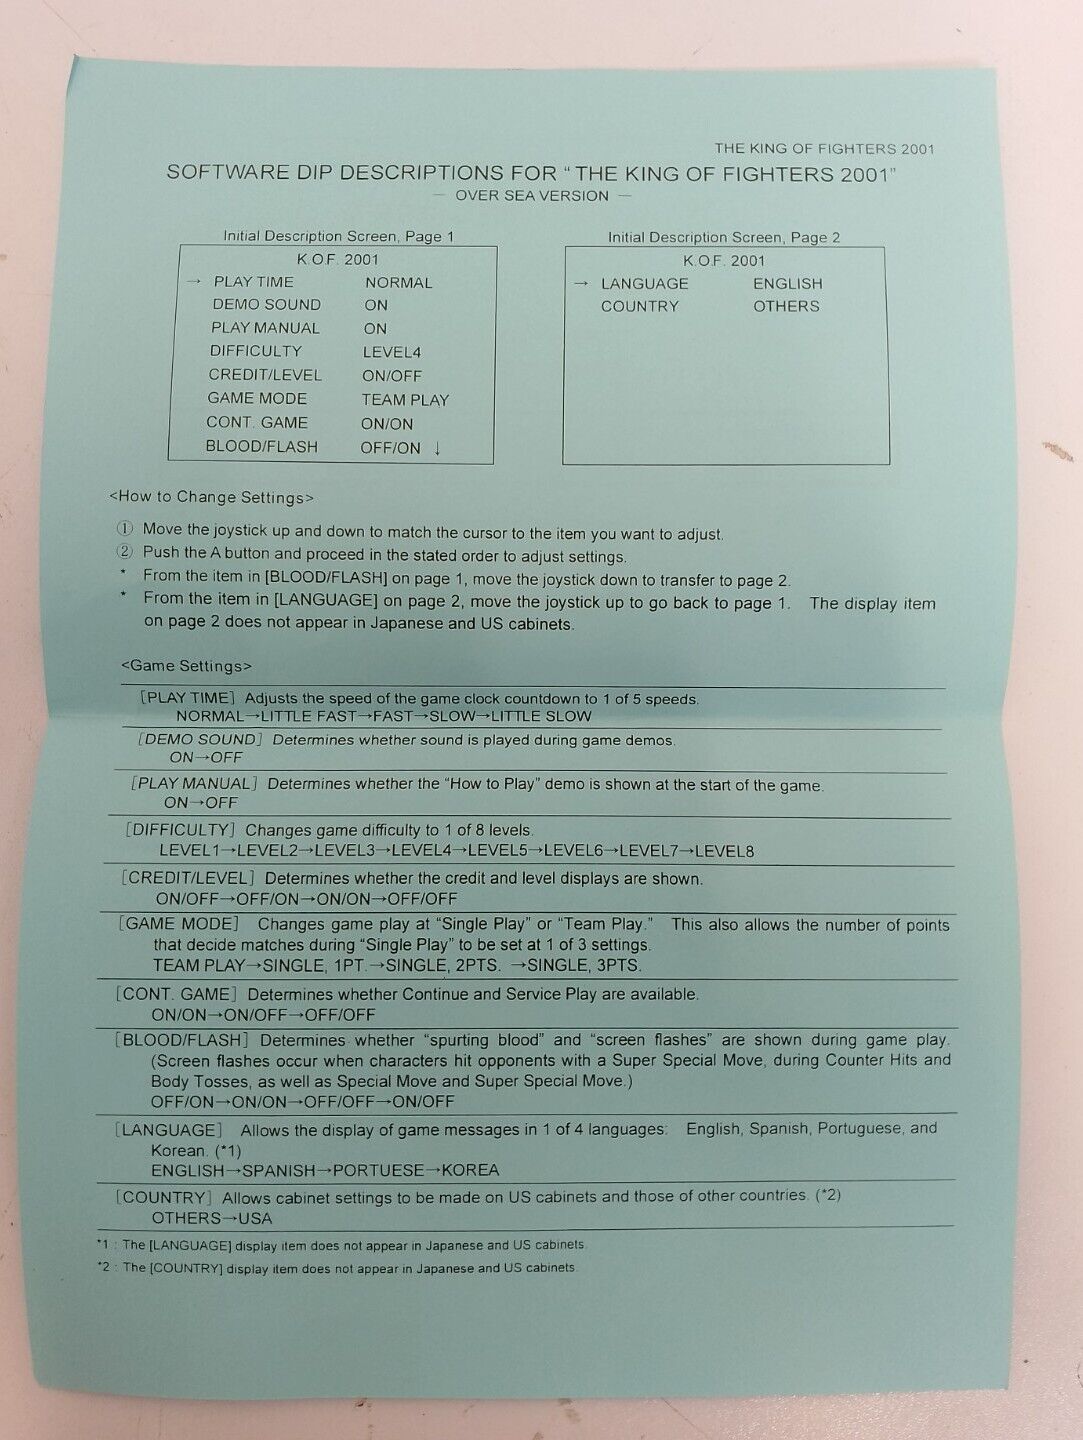 THE KING OF FIGHTERS 2001
SOFTWARE DIP DESCRIPTIONS FOR “THE KING OF FIGHTERS 2001”
— OVER SEA VERSION —
Initial Description Screen, Page 1
K.O.F. 2001
→ PLAY TIME NORMAL
DEMO SOUND ON
PLAY MANUAL ON
DIFFICULTY LEVEL4
CREDIT/LEVEL ON/OFF
GAME MODE TEAM PLAY
CONT. GAME ON/ON
BLOOD/FLASH OFF/ON ↓
Initial Description Screen, Page 2
K.O.F. 2001
→ LANGUAGE ENGLISH
COUNTRY OTHERS
<How to Change Settings>
① Move the joystick up and down to match the cursor to the item you want to adjust.
② Push the A button and proceed in the stated order to adjust settings.
* From the item in [BLOOD/FLASH] on page 1, move the joystick down to transfer to page 2.
* From the item in [LANGUAGE] on page 2, move the joystick up to go back to page 1. The display item
on page 2 does not appear in Japanese and US cabinets.
<Game Settings>
[PLAY TIME] Adjusts the speed of the game clock countdown to 1 of 5 speeds.
NORMAL→LITTLE FAST→FAST→SLOW→LITTLE SLOW
[DEMO SOUND] Determines whether sound is played during game demos.
ON→OFF
[PLAY MANUAL] Determines whether the “How to Play” demo is shown at the start of the game.
ON→OFF
[DIFFICULTY] Changes game difficulty to 1 of 8 levels.
LEVEL1→LEVEL2→LEVEL3→LEVEL4→LEVEL5→LEVEL6→LEVEL7→LEVEL8
[CREDIT/LEVEL] Determines whether the credit and level displays are shown.
ON/OFF→OFF/ON→ON/ON→OFF/OFF
[GAME MODE] Changes game play at “Single Play” or “Team Play.” This also allows the number of points
that decide matches during “Single Play” to be set at 1 of 3 settings.
TEAM PLAY→SINGLE, 1PT.→SINGLE, 2PTS. →SINGLE, 3PTS.
[CONT. GAME] Determines whether Continue and Service Play are available.
ON/ON→ON/OFF→OFF/OFF
[BLOOD/FLASH] Determines whether “spurting blood” and “screen flashes” are shown during game play.
(Screen flashes occur when characters hit opponents with a Super Special Move, during Counter Hits and
Body Tosses, as well as Special Move and Super Special Move.)
OFF/ON→ON/ON→OFF/OFF→ON/OFF
[LANGUAGE] Allows the display of game messages in 1 of 4 languages: English, Spanish, Portuguese, and
Korean. (*1)
ENGLISH→SPANISH→PORTUESE→KOREA
[COUNTRY] Allows cabinet settings to be made on US cabinets and those of other countries. (*2)
OTHERS→USA
*1 : The [LANGUAGE] display item does not appear in Japanese and US cabinets.
*2 : The [COUNTRY] display item does not appear in Japanese and US cabinets.